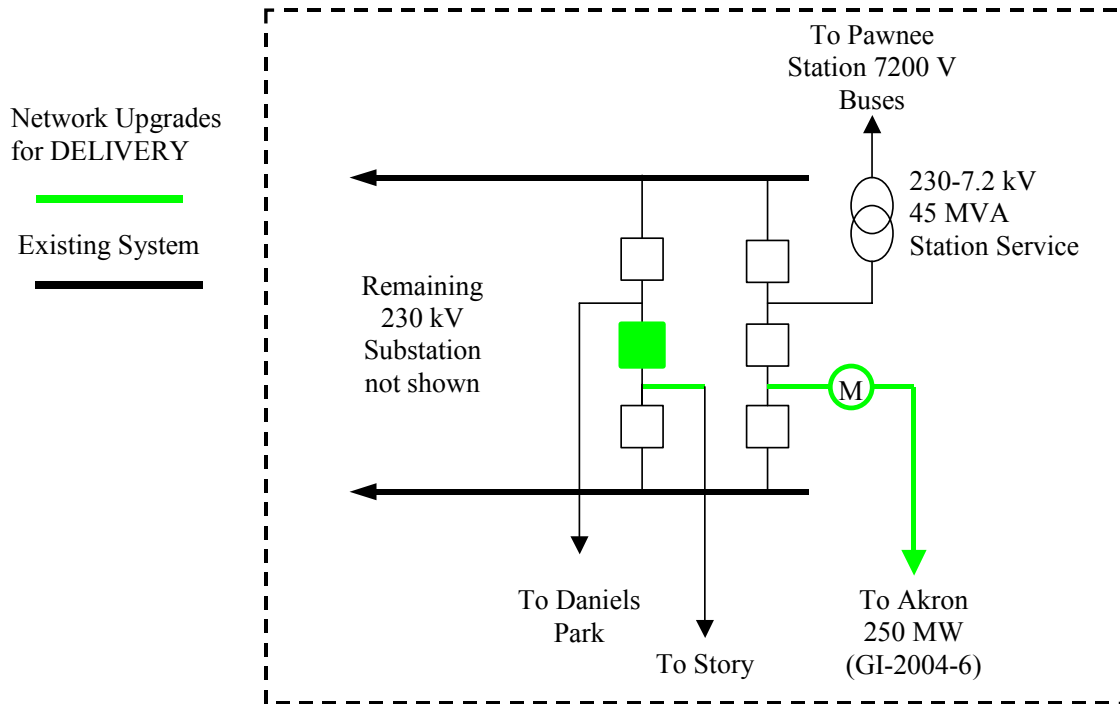 To Pawnee
Station 7200 V
Buses
Network Upgrades
for DELIVERY
Existing System
230-7.2 kV
45 MVA
Station Service
Remaining
230 kV
Substation
not shown
M
To Daniels
Park
To Story
To Akron
250 MW
(GI-2004-6)